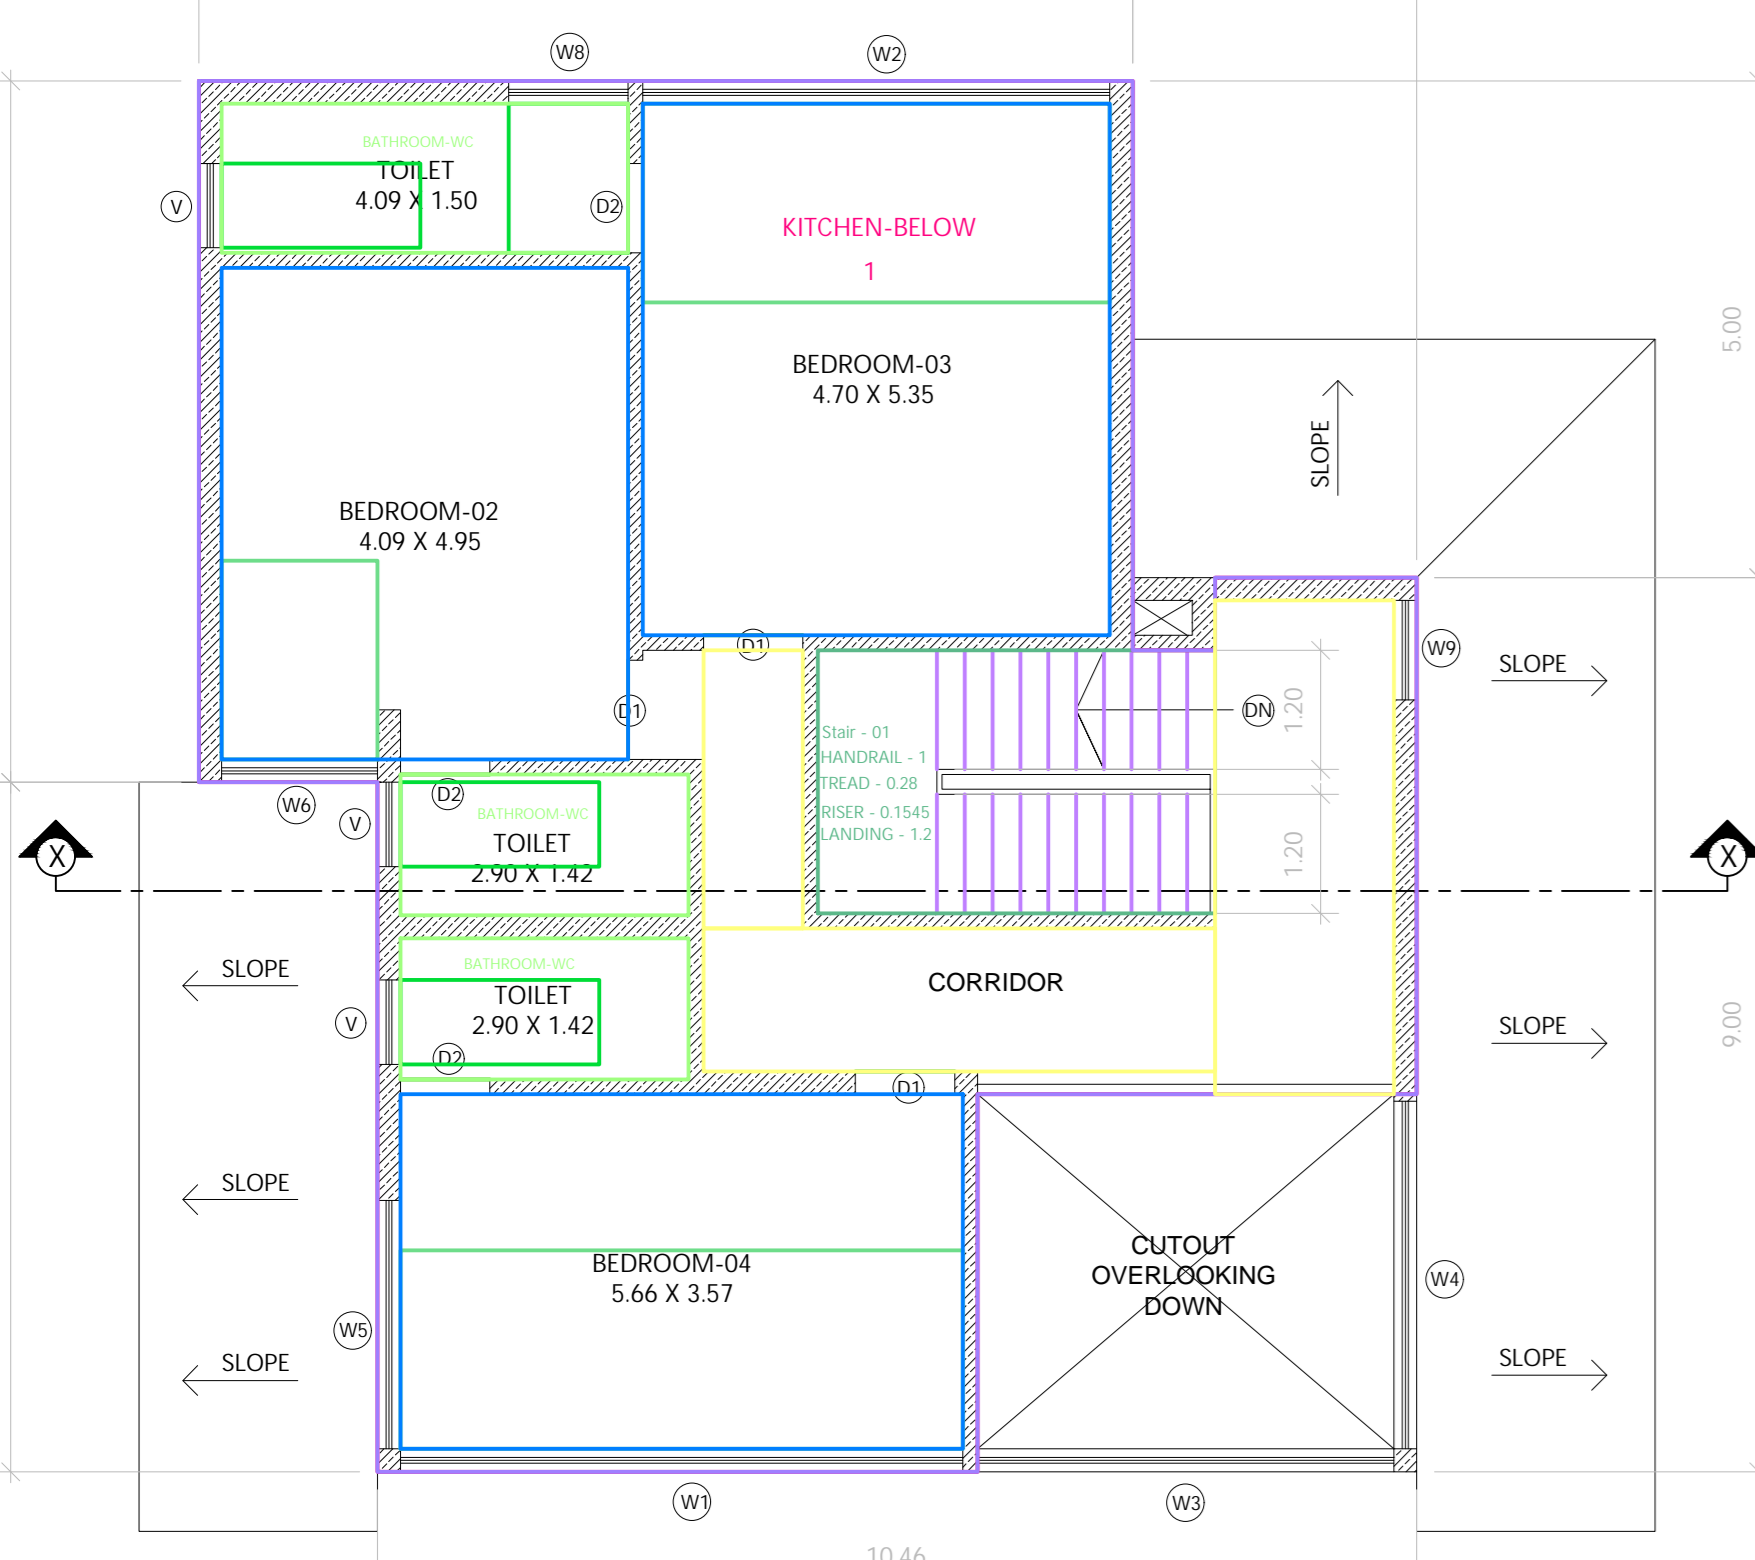 W8
W2
BATHROOM-WC
TOILET
4.09 X 1.50
V
D2
KITCHEN-BELOW
1
BEDROOM-03
4.70 X 5.35
5.00
SLOPE
BEDROOM-02
4.09 X 4.95
D1
W9
SLOPE
D1
DN
1.20
Stair - 01
HANDRAIL - 1
TREAD - 0.28
RISER - 0.1545
LANDING - 1.2
W6
V
D2
BATHROOM-WC
TOILET
2.90 X 1.42
1.20
X
X
SLOPE
BATHROOM-WC
TOILET
2.90 X 1.42
V
D2
CORRIDOR
SLOPE
9.00
D1
SLOPE
BEDROOM-04
5.66 X 3.57
CUTOUT
OVERLOOKING
DOWN
W4
W5
SLOPE
SLOPE
W1
W3
10.46